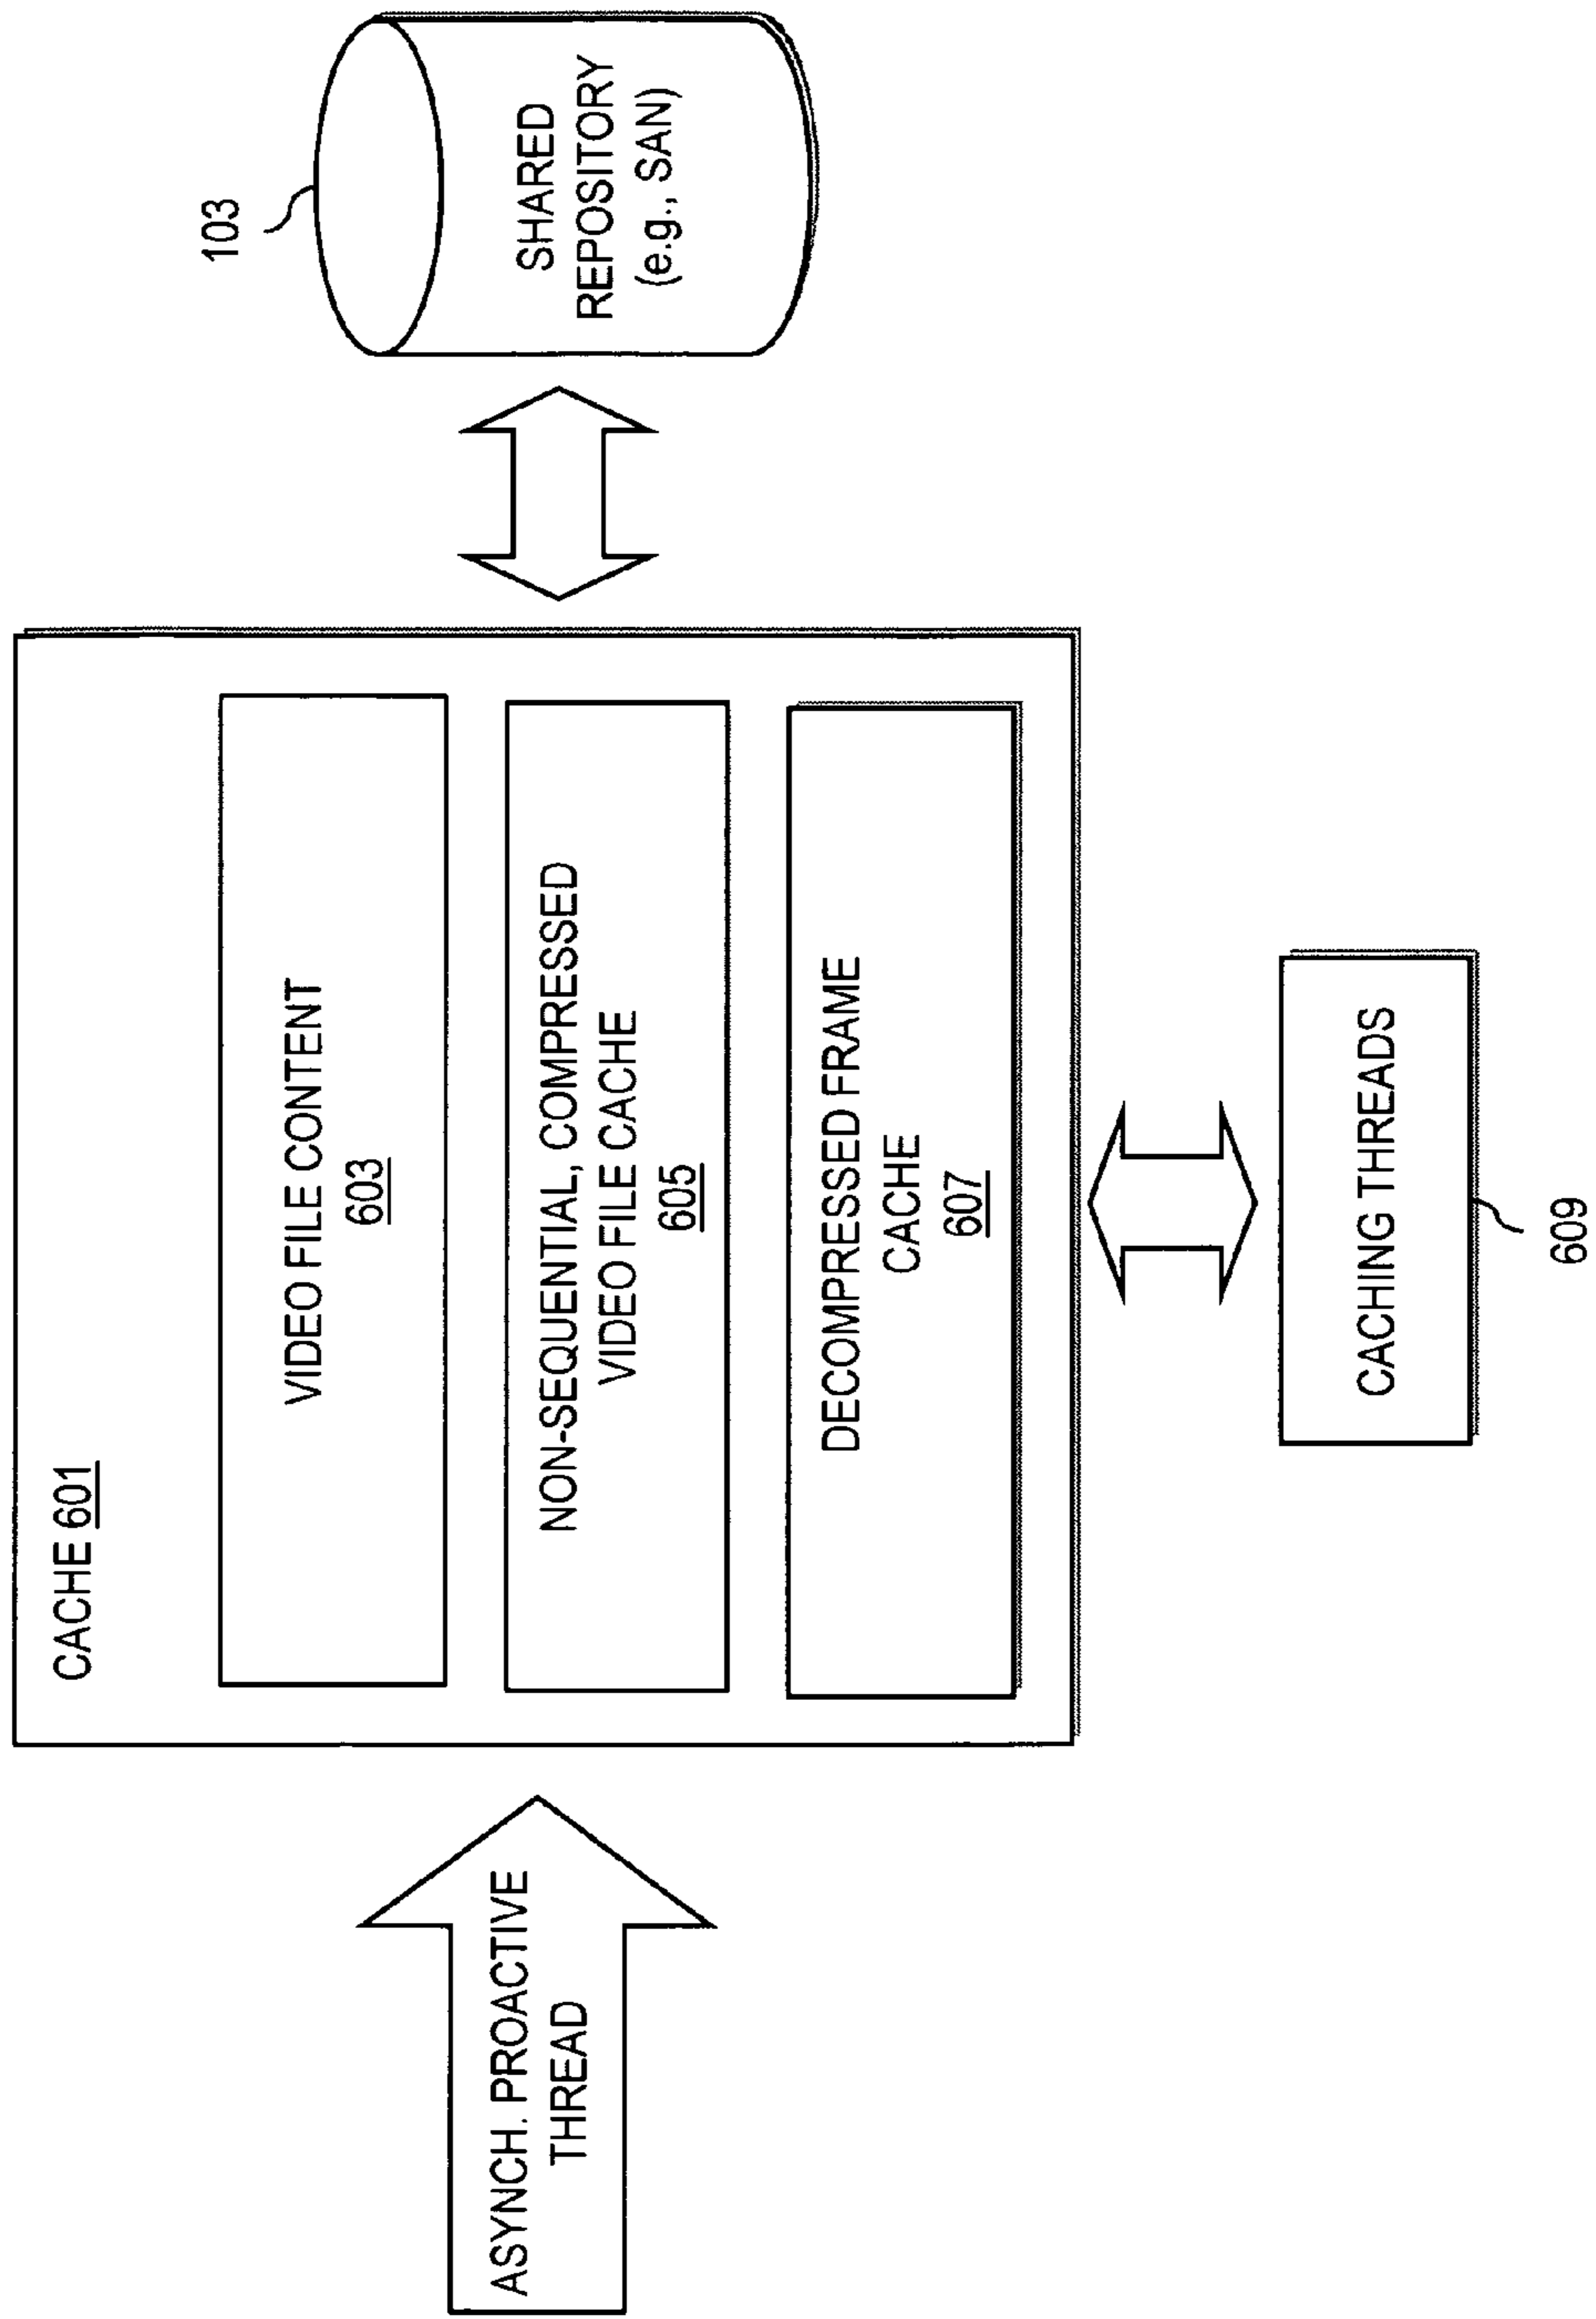 CACHE 601
VIDEO FILE CONTENT
603
NON-SEQUENTIAL, COMPRESSED
VIDEO FILE CACHE
605
DECOMPRESSED FRAME
CACHE
607
ASYNCH. PROACTIVE
THREAD
103
SHARED
REPOSITORY
(e.g., SAN)
CACHING THREADS
609